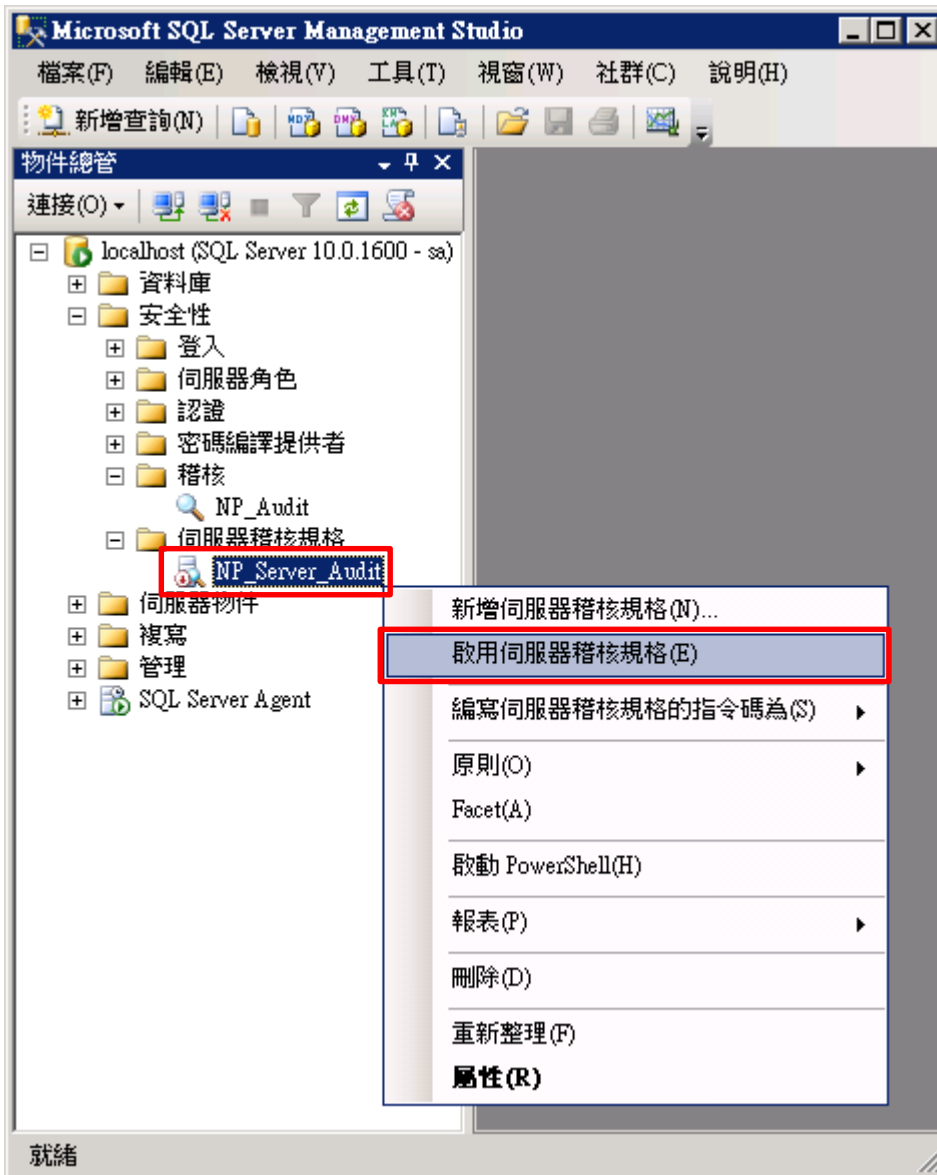 Microsoft SQL Server Management Studio
檔案(F) 編輯(E) 檢視(V) 工具(T) 視窗(W) 社群(C) 說明(H)
新增查詢(N)
物件總管
連接(O)
localhost (SQL Server 10.0.1600 - sa)
資料庫
安全性
登入
伺服器角色
認證
密碼編譯提供者
稽核
NP_Audit
伺服器稽核規格
NP_Server_Audit
伺服器物件
複寫
管理
SQL Server Agent
新增伺服器稽核規格(N)...
啟用伺服器稽核規格(E)
編寫伺服器稽核規格的指令碼為(S)
原則(O)
Facet(A)
啟動 PowerShell(H)
報表(P)
刪除(D)
重新整理(F)
屬性(R)
就緒